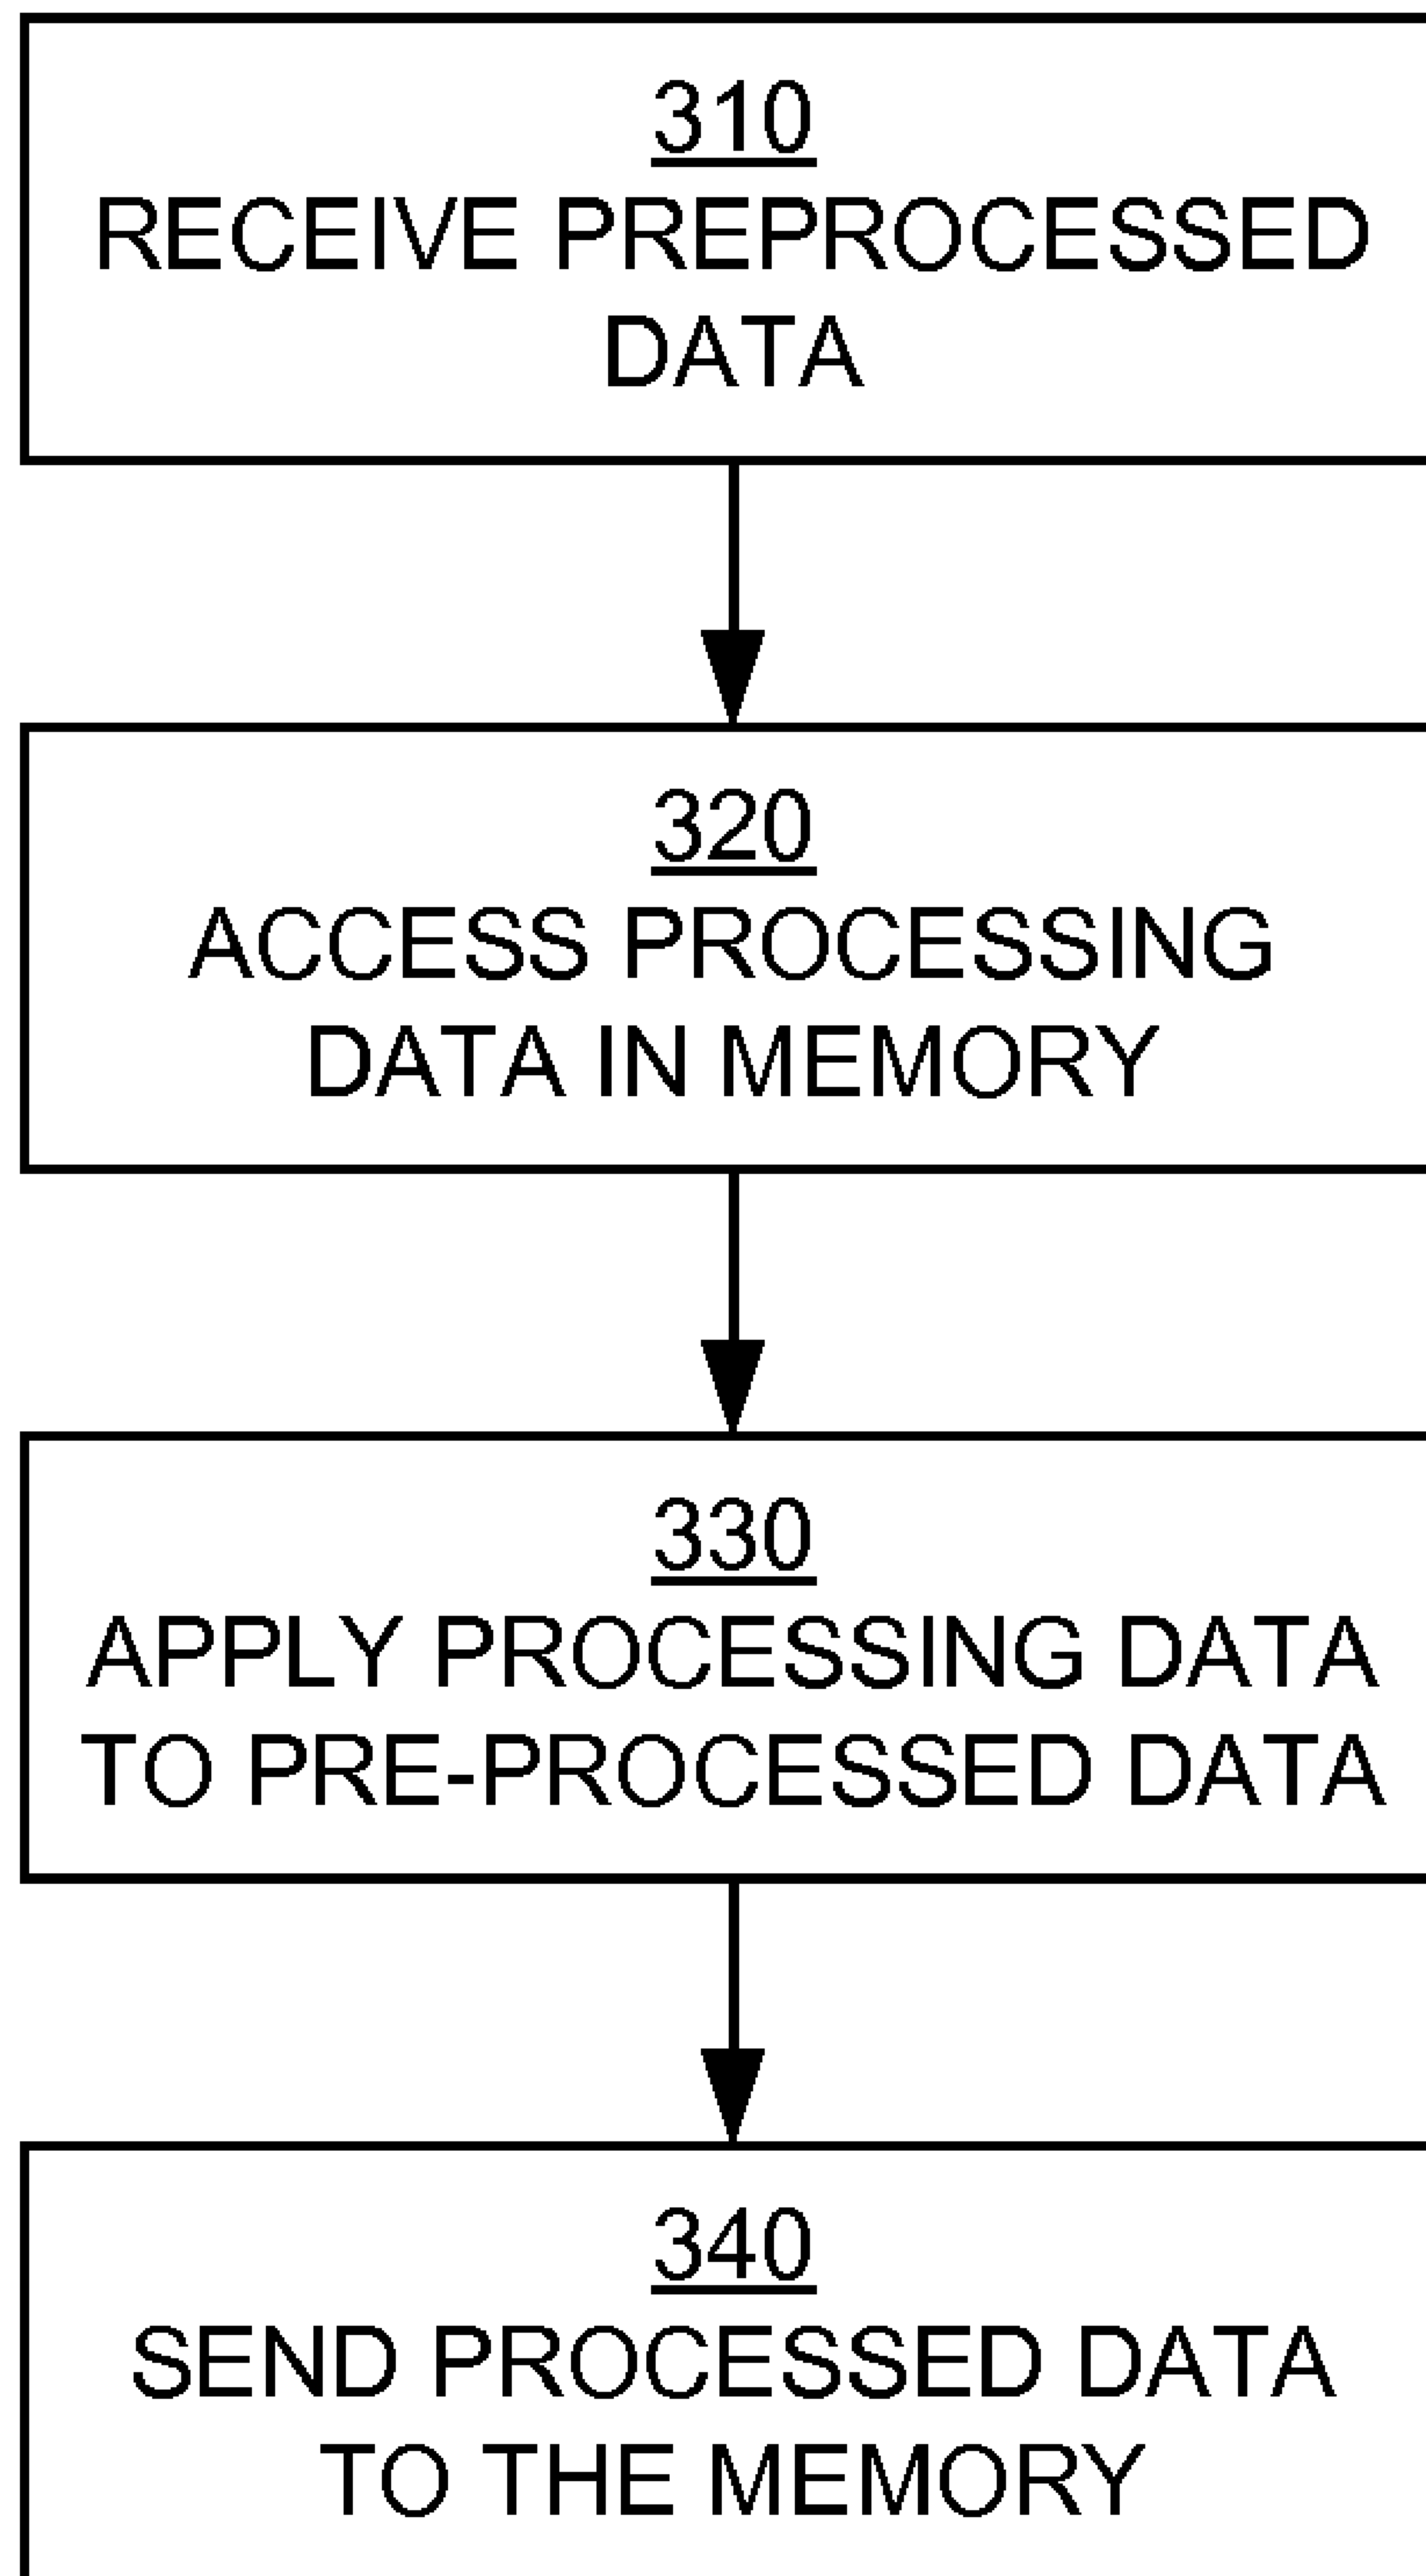 310
RECEIVE PREPROCESSED
DATA
320
ACCESS PROCESSING
DATA IN MEMORY
330
APPLY PROCESSING DATA
TO PRE-PROCESSED DATA
340
SEND PROCESSED DATA
TO THE MEMORY